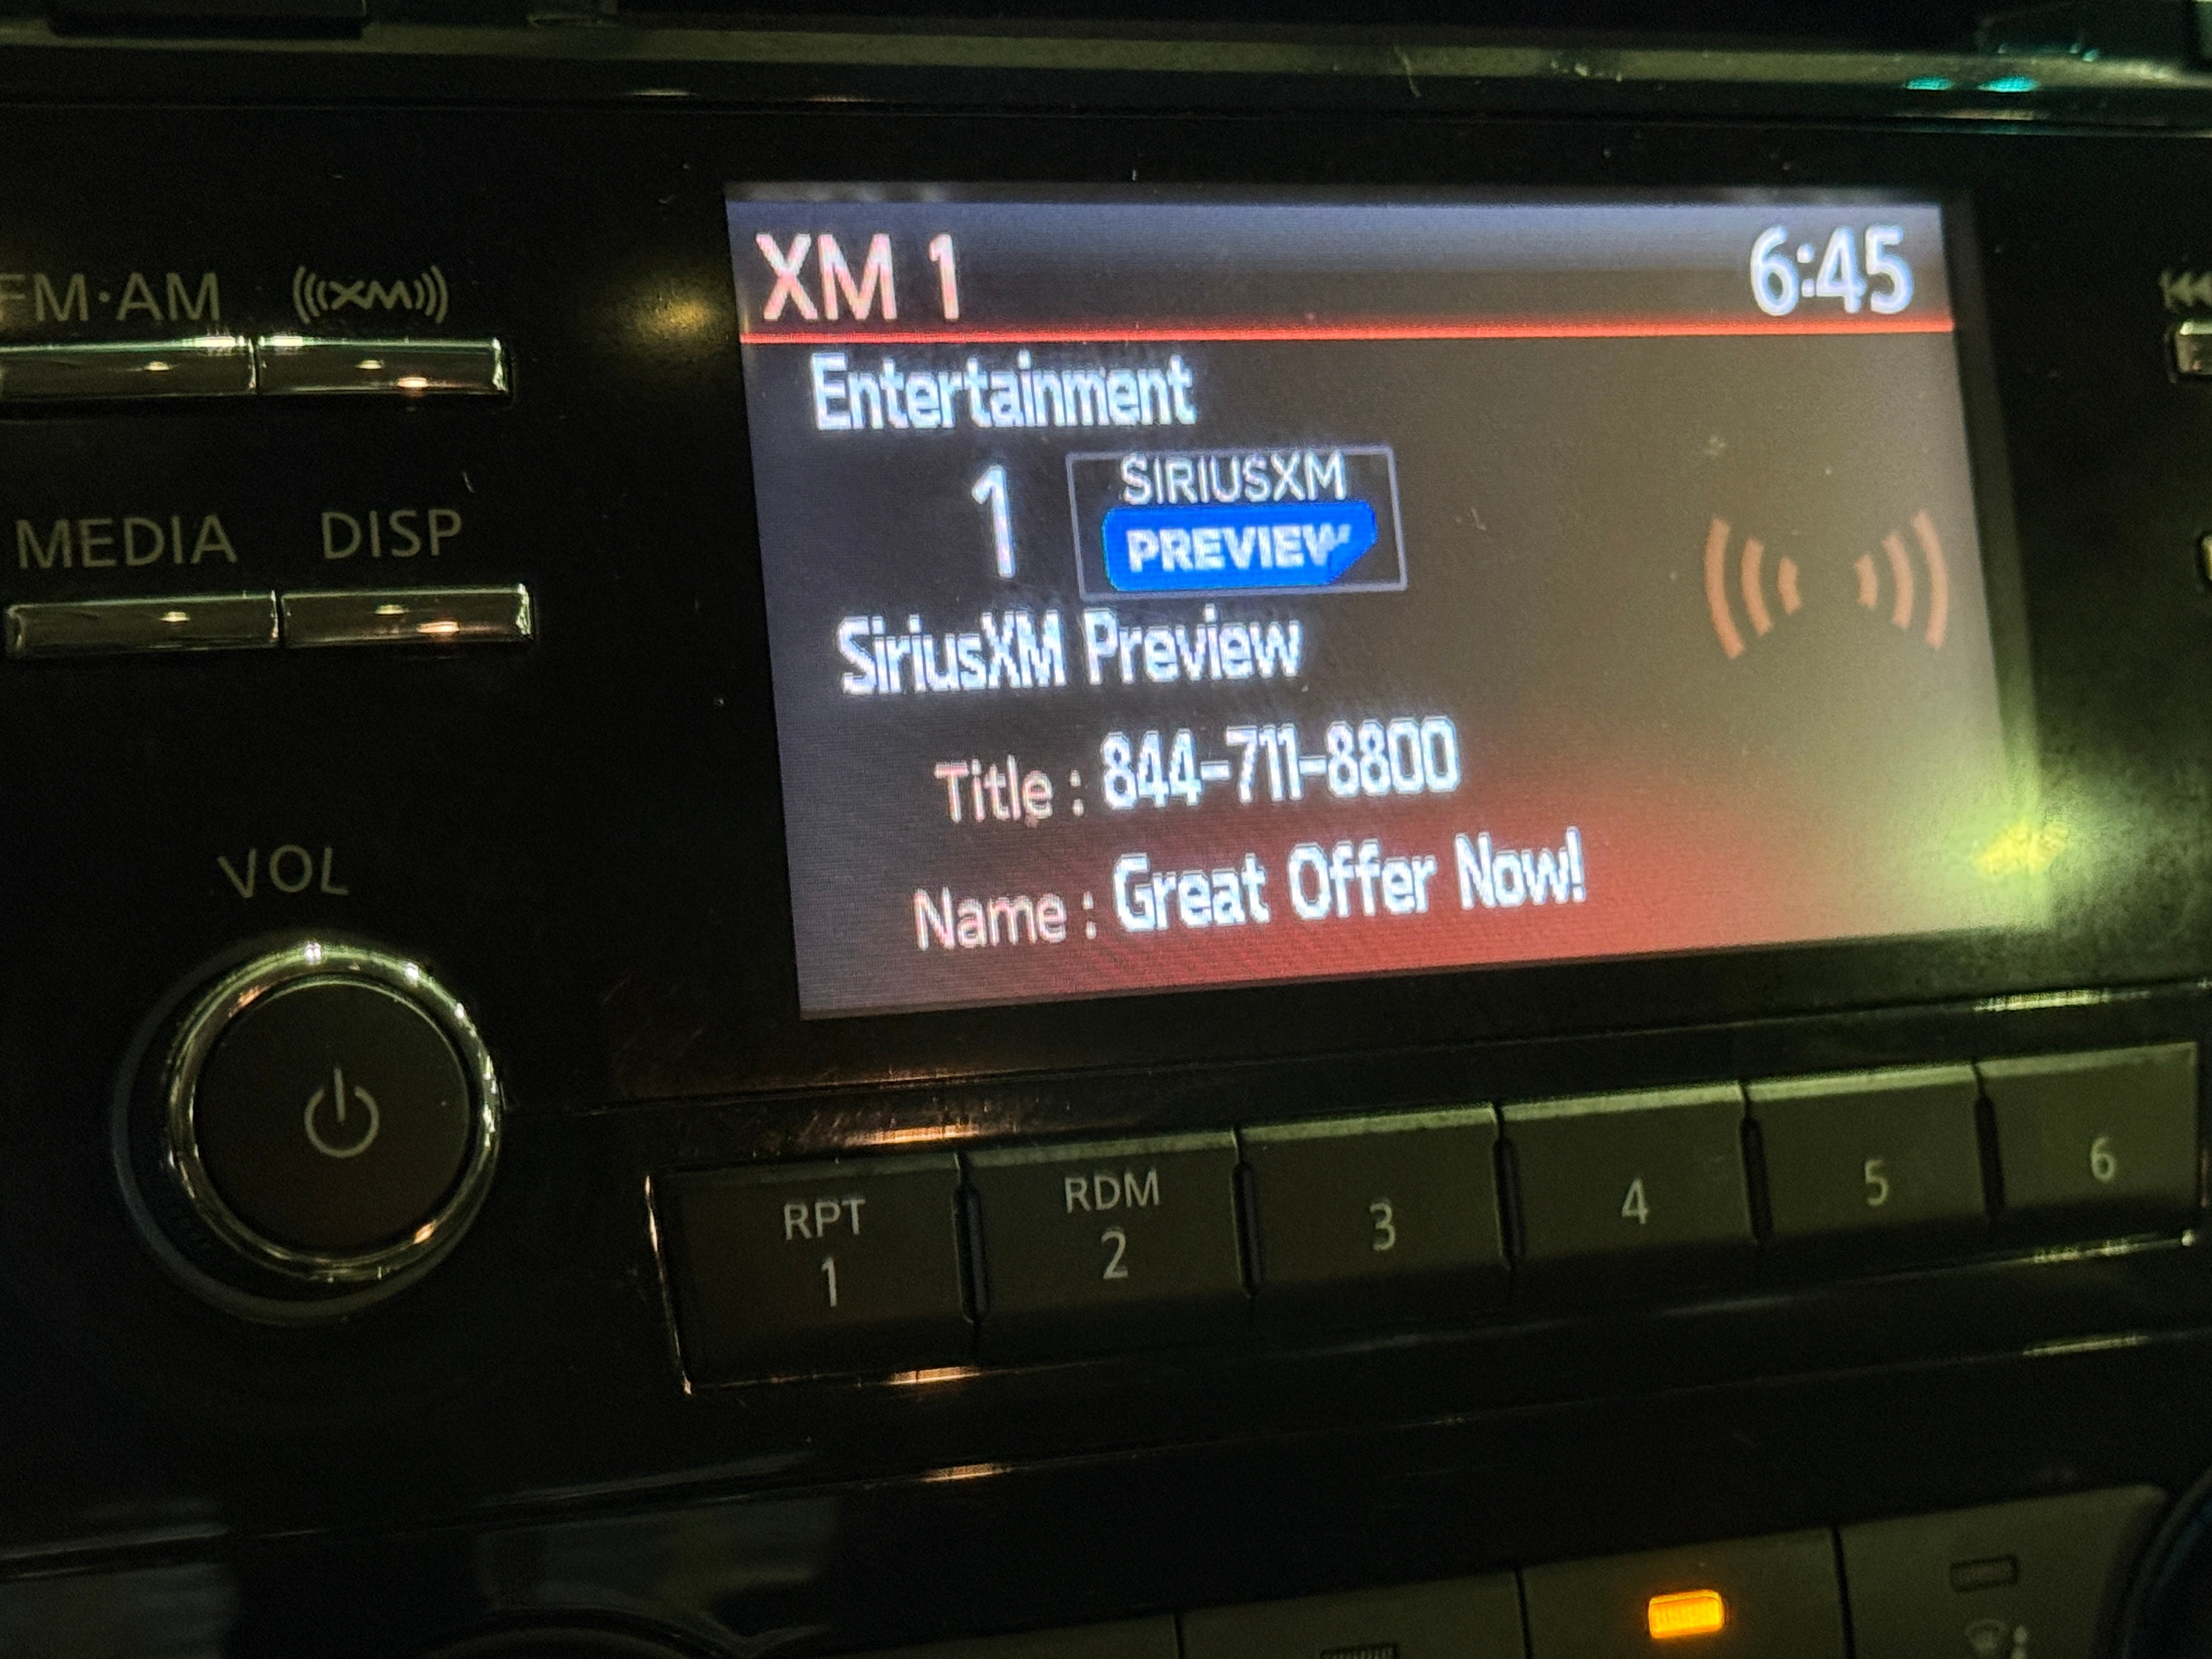 XM 1 6:45
Entertainment
1 SIRIUSXM
PREVIEW
SiriusXM Preview
Title : 844-711-8800
Name : Great Offer Now!
FM·AM XM
MEDIA DISP
VOL
RPT RDM
1 2 3 4 5 6